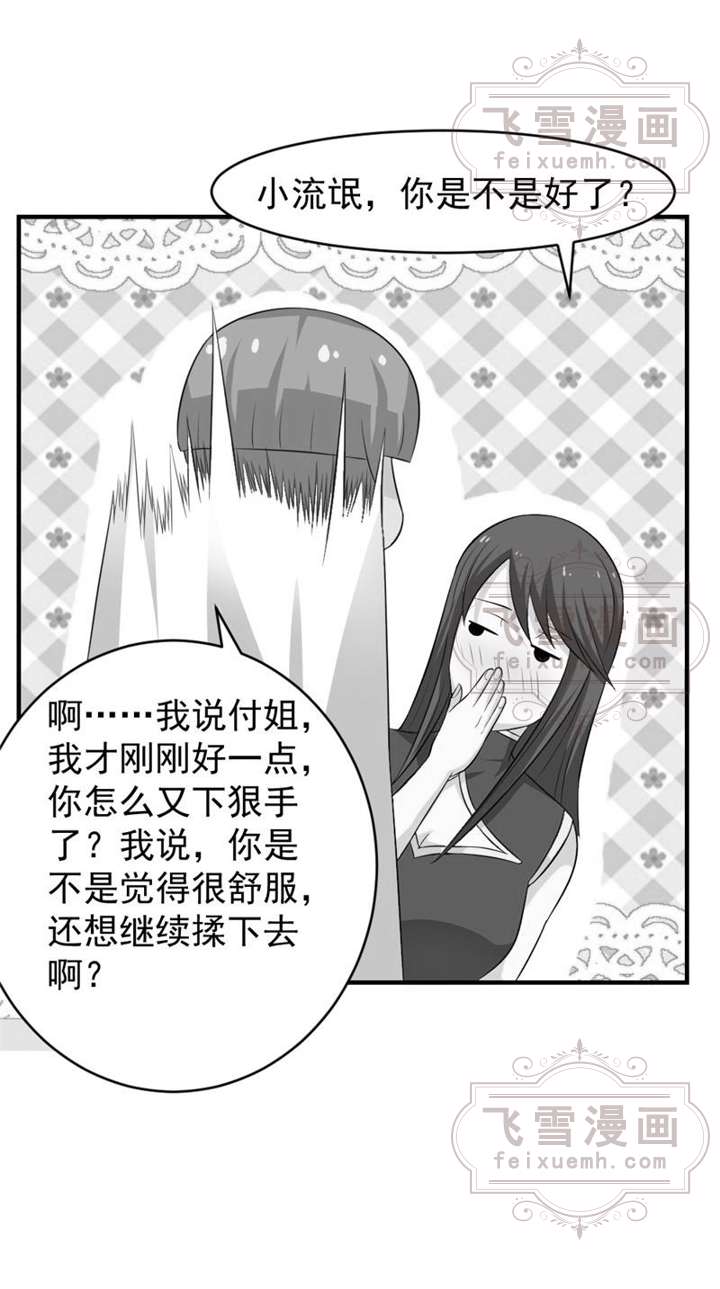 飞雪漫画
feixuemh.com
小流氓，你是不是好了？
飞雪漫画
feixuemh.com
啊……我说付姐，
我才刚刚好一点，
你怎么又下狠手
了？我说，你是
不是觉得很舒服，
还想继续揉下去
啊？
飞雪漫画
feixuemh.com